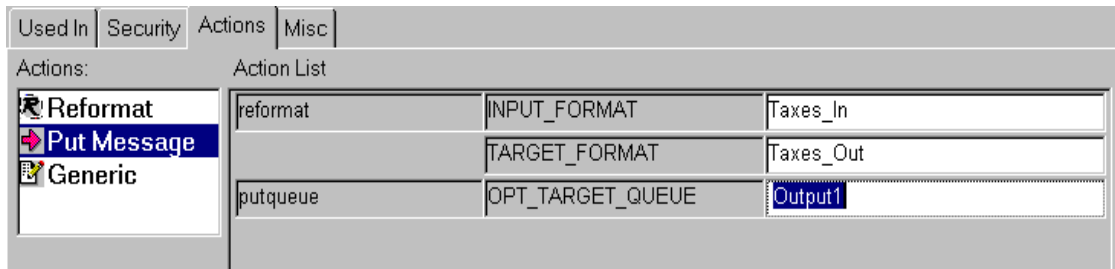 Used In Security Actions Misc
Actions: Action List
Reformat reformat INPUT_FORMAT Taxes_In
Put Message TARGET_FORMAT Taxes_Out
Generic putqueue OPT_TARGET_QUEUE Output1